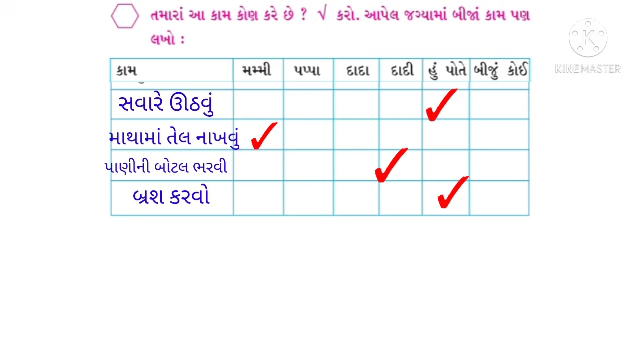 તમારાં આ કામ કોણ કરે છે ? √ કરો. આપેલ જગ્યામાં બીજાં કામ પણ
લખો :
કામ મમ્મી પપ્પા દાદા દાદી હું પોતે બીજું કોઈ
સવારે ઊઠવું ✓
માથામાં તેલ નાખવું ✓
પાણીની બોટલ ભરવી ✓
બ્રશ કરવો ✓
KINEMASTER